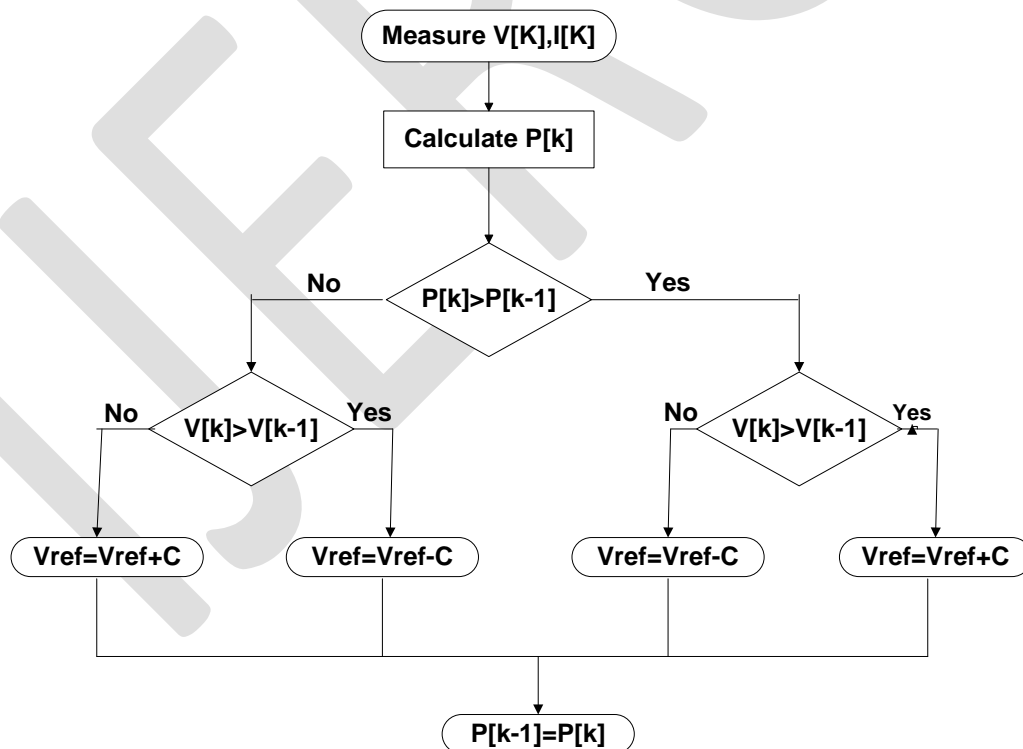 Measure V[K],I[K]
Calculate P[k]
No
Yes
P[k]>P[k-1]
No
Yes
V[k]>V[k-1]
No
Yes
V[k]>V[k-1]
Vref=Vref+C
Vref=Vref-C
Vref=Vref-C
Vref=Vref+C
P[k-1]=P[k]